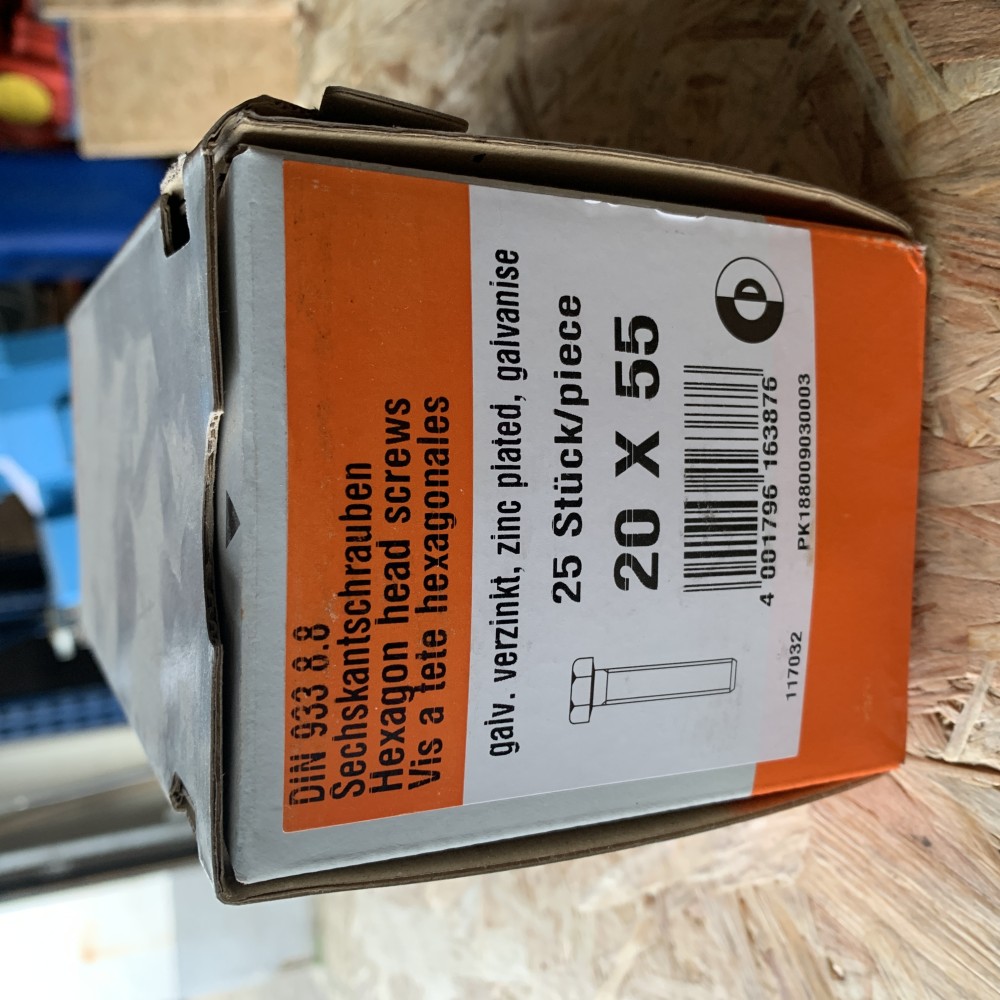 DIN 933 8.8
Sechskantschrauben
Hexagon head screws
Vis a tete hexagonales
galv. verzinkt, zinc plated, galvanise
25 Stück/piece
20 X 55
D
4 001796 163876
117032
PK188009030003